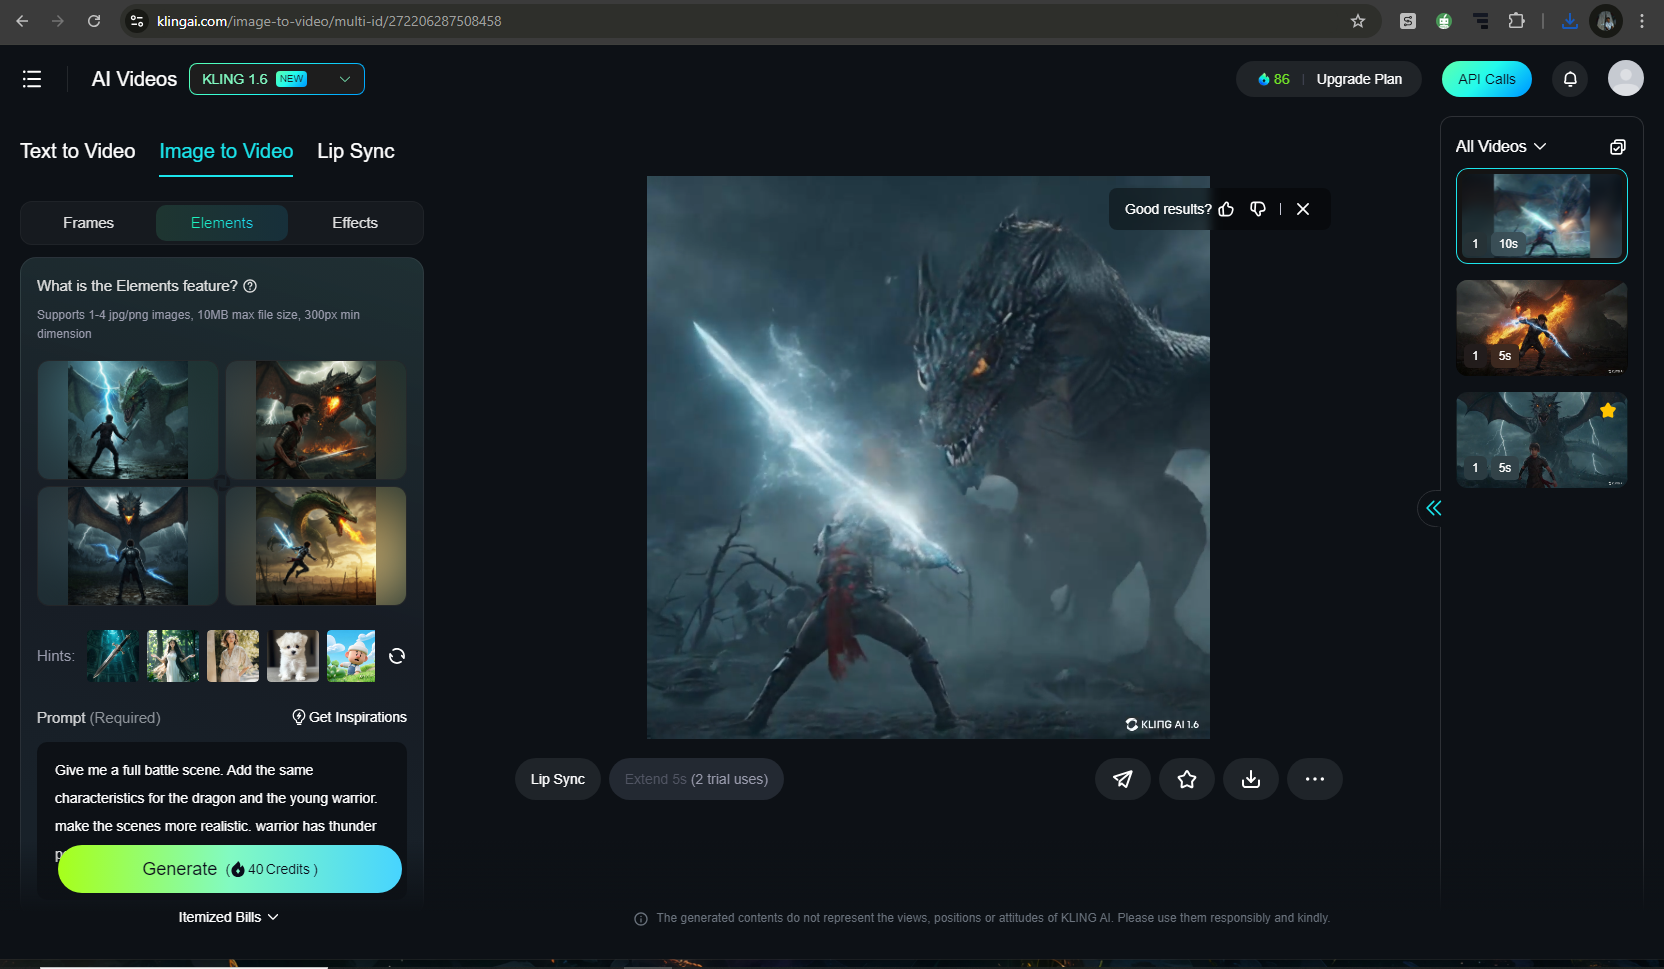 klingai.com/image-to-video/multi-id/272206287508458
AI Videos
KLING 1.6 NEW
86 | Upgrade Plan
API Calls
Text to Video
Image to Video
Lip Sync
Frames
Elements
Effects
What is the Elements feature?
Supports 1-4 jpg/png images, 10MB max file size, 300px min
dimension
Hints:
Prompt (Required)
Get Inspirations
Give me a full battle scene. Add the same
characteristics for the dragon and the young warrior.
make the scenes more realistic. warrior has thunder
Generate ( 40 Credits )
Itemized Bills
Good results?
KLING AI 1.6
Lip Sync
Extend 5s (2 trial uses)
The generated contents do not represent the views, positions or attitudes of KLING AI. Please use them responsibly and kindly.
All Videos
1 10s
1 5s
1 5s